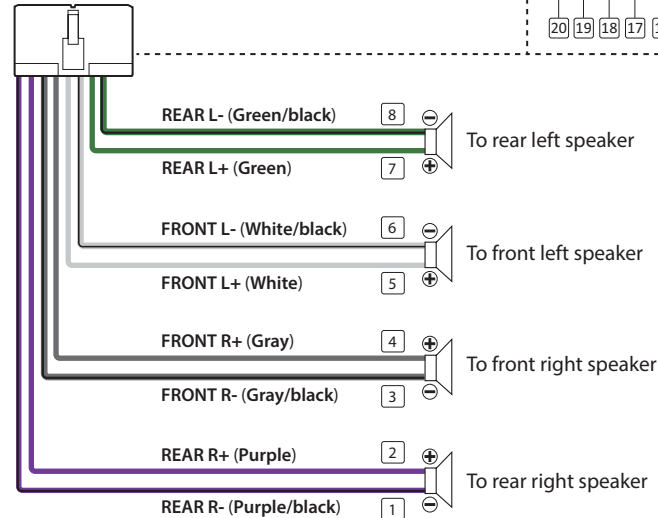 20 19 18 17
REAR L- (Green/black) 8
To rear left speaker
REAR L+ (Green) 7
FRONT L- (White/black) 6
To front left speaker
FRONT L+ (White) 5
FRONT R+ (Gray) 4
To front right speaker
FRONT R- (Gray/black) 3
REAR R+ (Purple) 2
To rear right speaker
REAR R- (Purple/black) 1